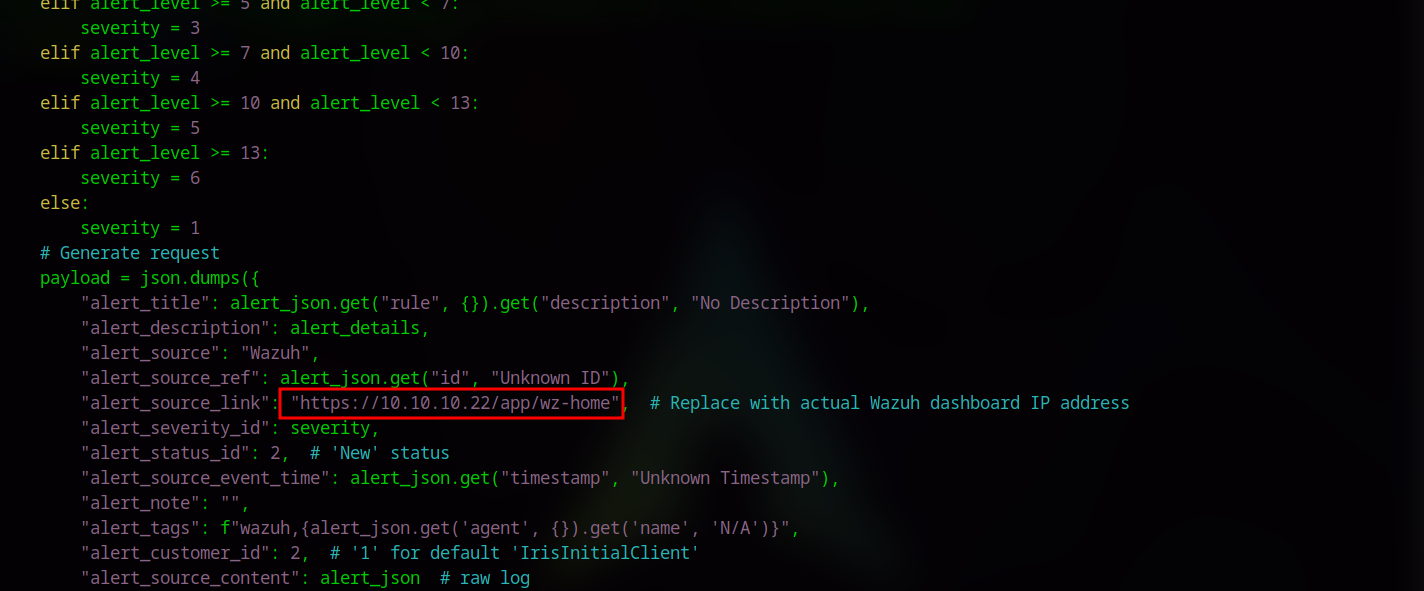 elif alert_level >= 5 and alert_level < 7:
    severity = 3
elif alert_level >= 7 and alert_level < 10:
    severity = 4
elif alert_level >= 10 and alert_level < 13:
    severity = 5
elif alert_level >= 13:
    severity = 6
else:
    severity = 1
# Generate request
payload = json.dumps({
    "alert_title": alert_json.get("rule", {}).get("description", "No Description"),
    "alert_description": alert_details,
    "alert_source": "Wazuh",
    "alert_source_ref": alert_json.get("id", "Unknown ID"),
    "alert_source_link": "https://10.10.10.22/app/wz-home",  # Replace with actual Wazuh dashboard IP address
    "alert_severity_id": severity,
    "alert_status_id": 2,  # 'New' status
    "alert_source_event_time": alert_json.get("timestamp", "Unknown Timestamp"),
    "alert_note": "",
    "alert_tags": f"wazuh,{alert_json.get('agent', {}).get('name', 'N/A')}",
    "alert_customer_id": 2,  # '1' for default 'IrisInitialClient'
    "alert_source_content": alert_json  # raw log